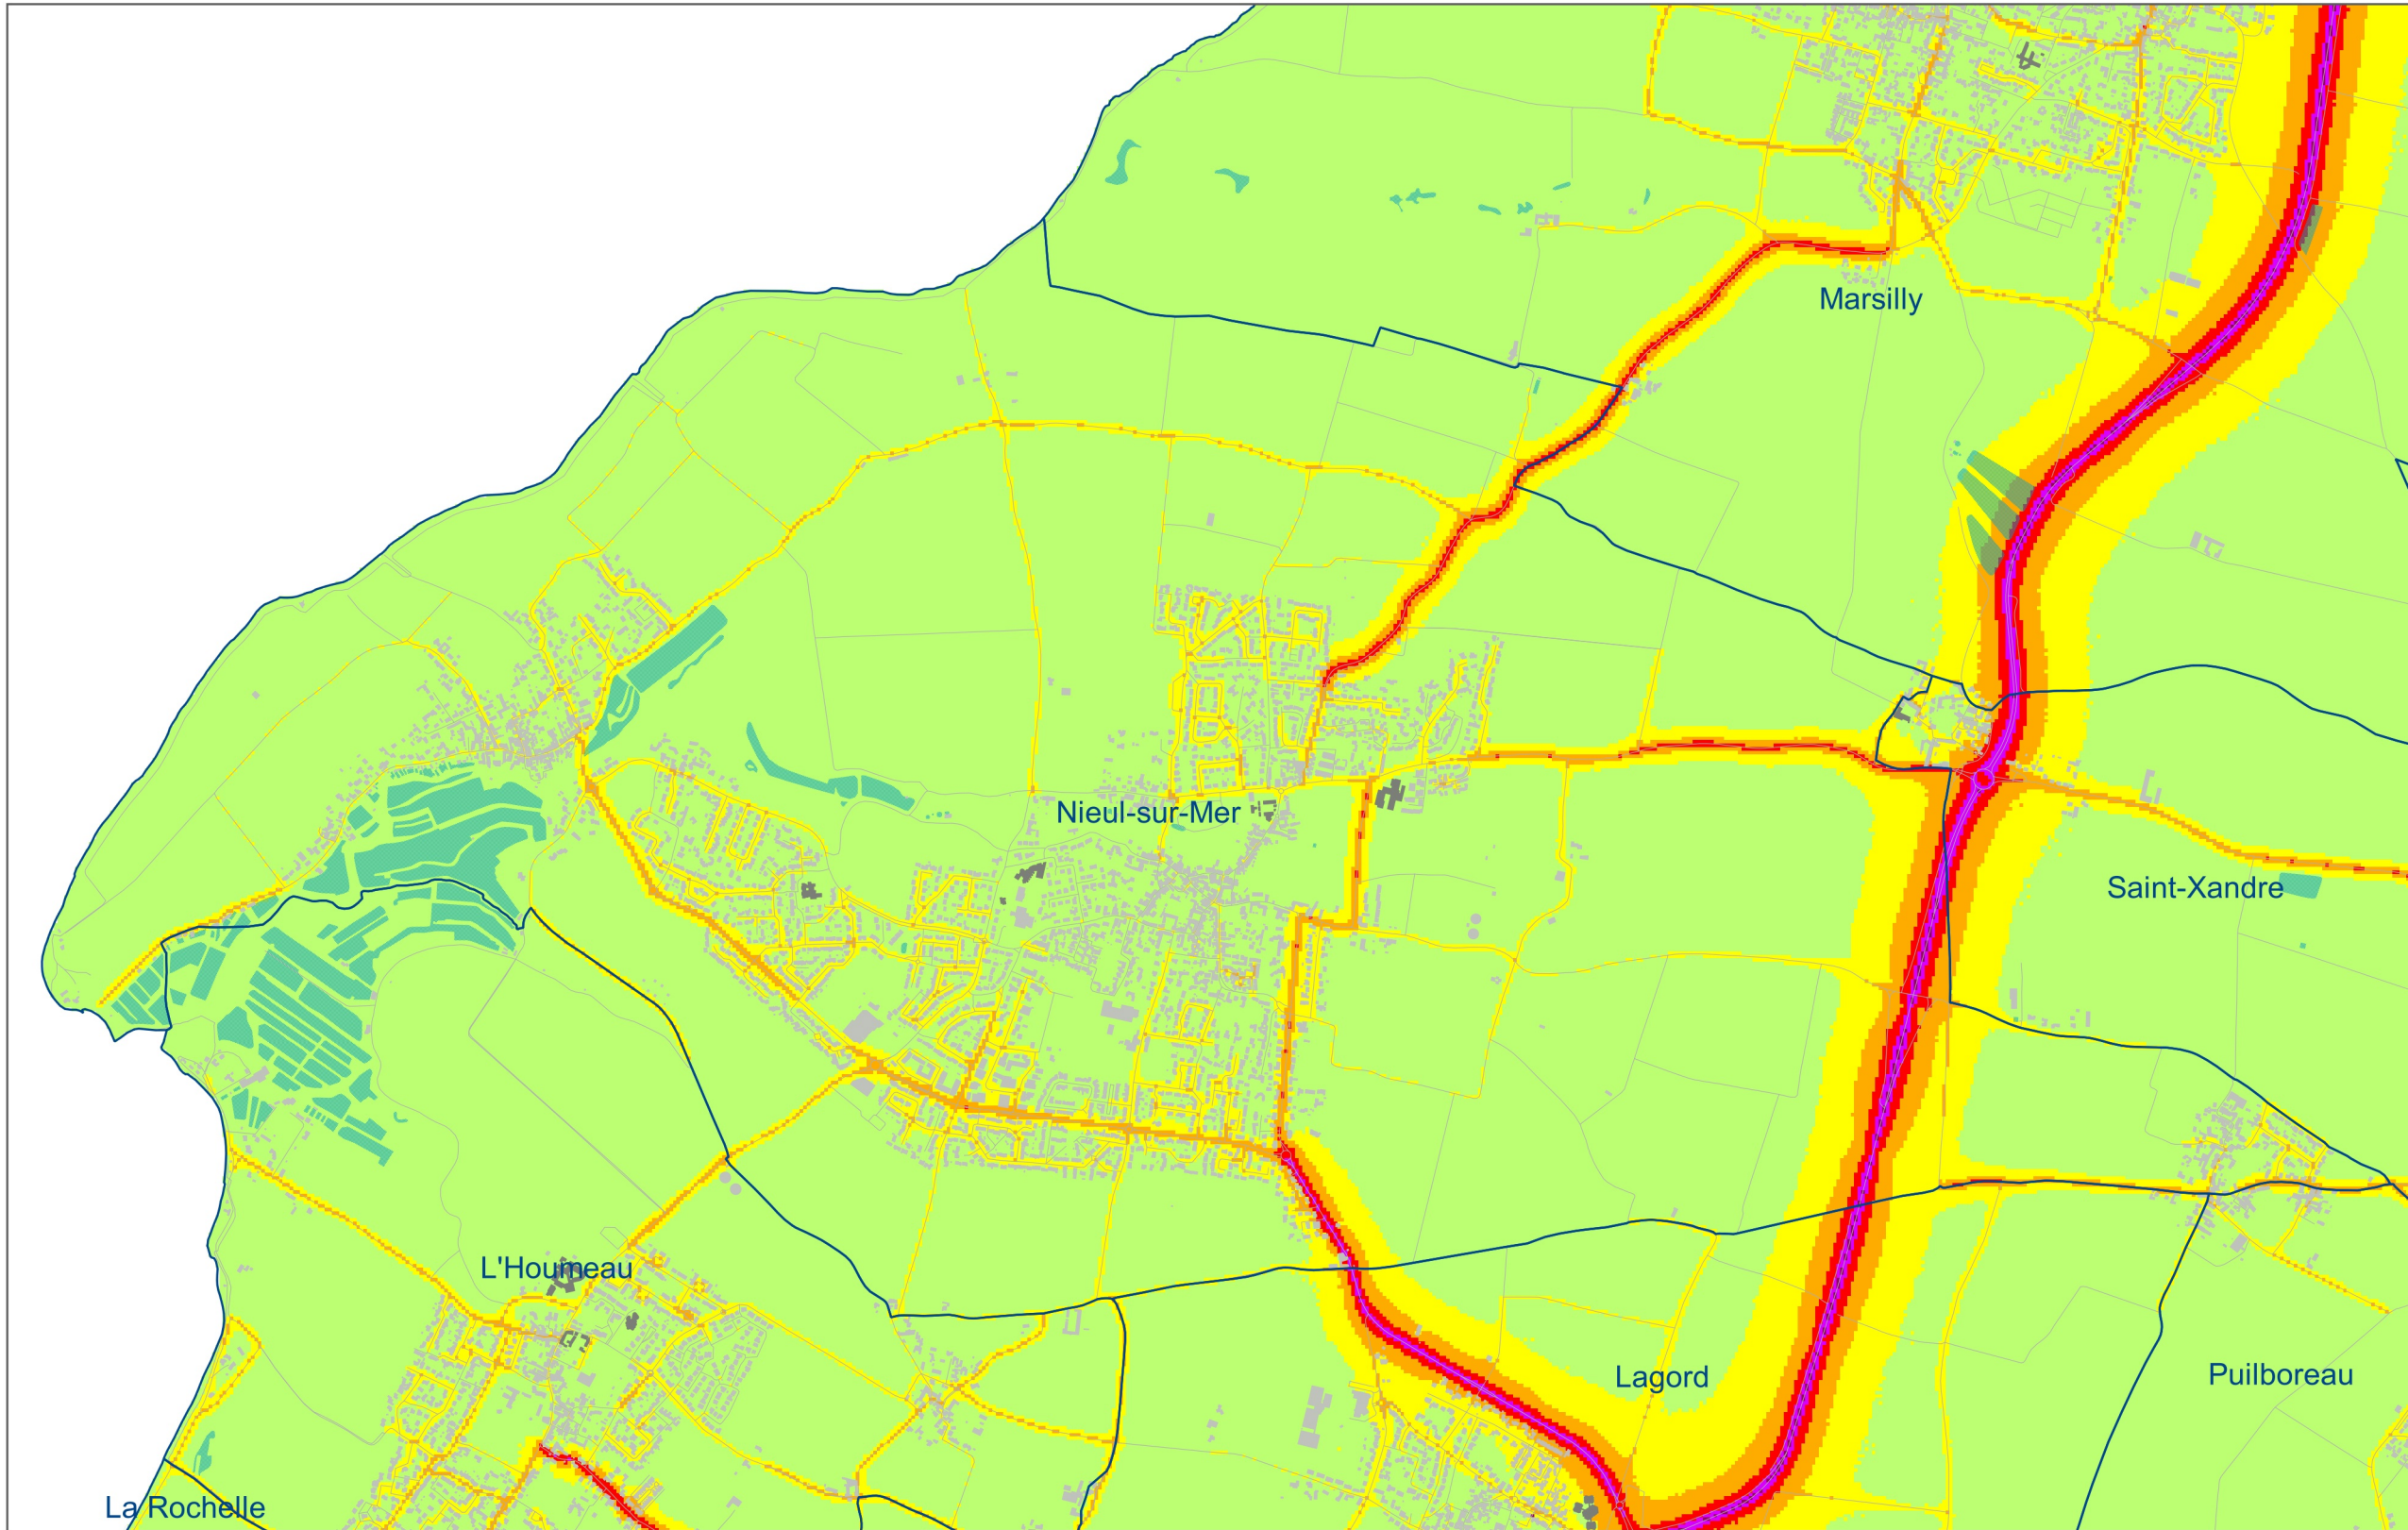 Marsilly
Nieul-sur-Mer
Saint-Xandre
L'Houmeau
Lagord
Puilboreau
La Rochelle